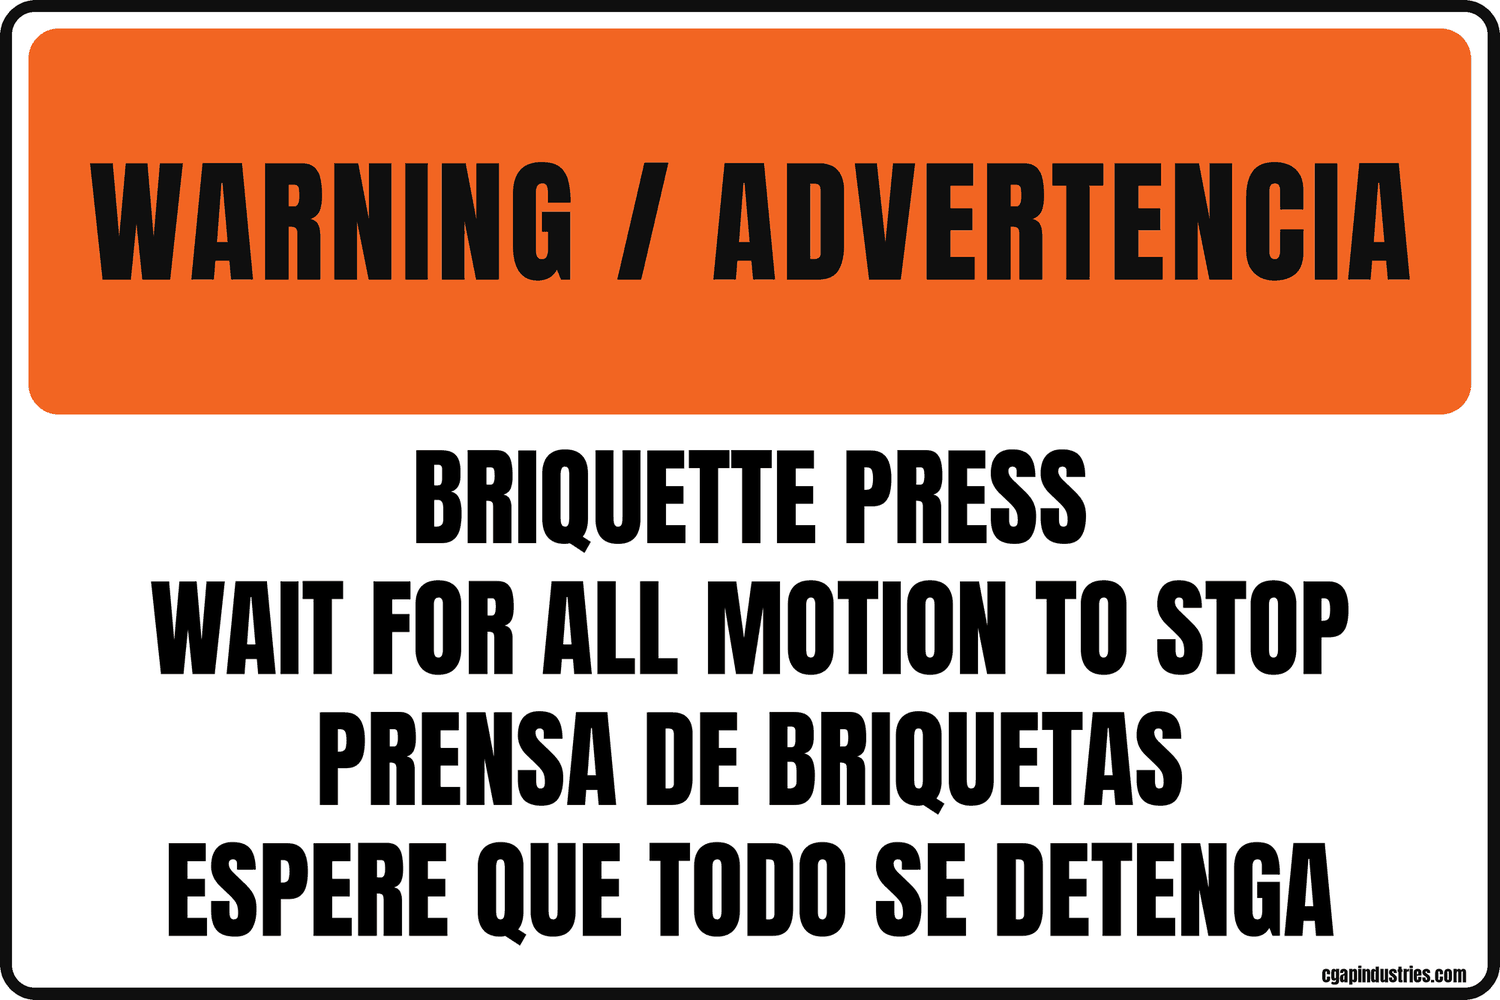 WARNING / ADVERTENCIA
BRIQUETTE PRESS
WAIT FOR ALL MOTION TO STOP
PRENSA DE BRIQUETAS
ESPERE QUE TODO SE DETENGA
cgapindustries.com